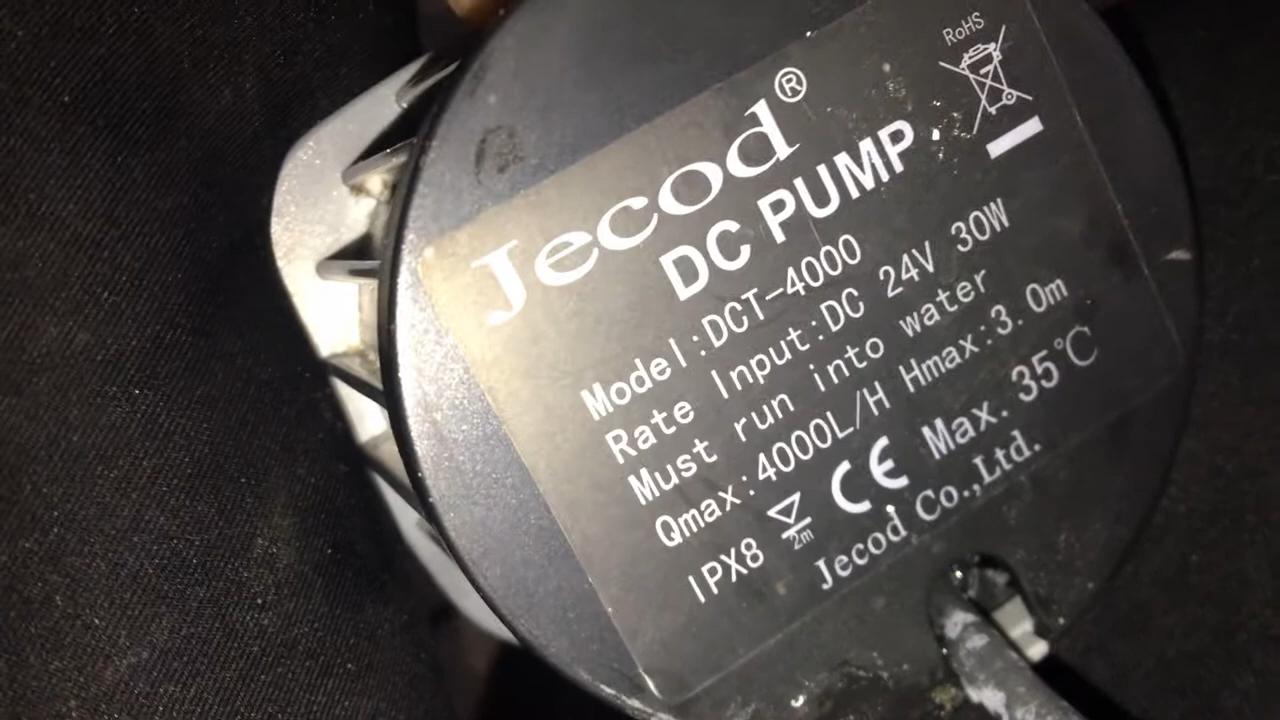 RoHS
Jecod®
DC PUMP
Model:DCT-4000
Rate Input:DC 24V 30W
Must run into water
Qmax:4000L/H Hmax:3.0m
IPX8 2m CE Max. 35℃
Jecod Co.,Ltd.